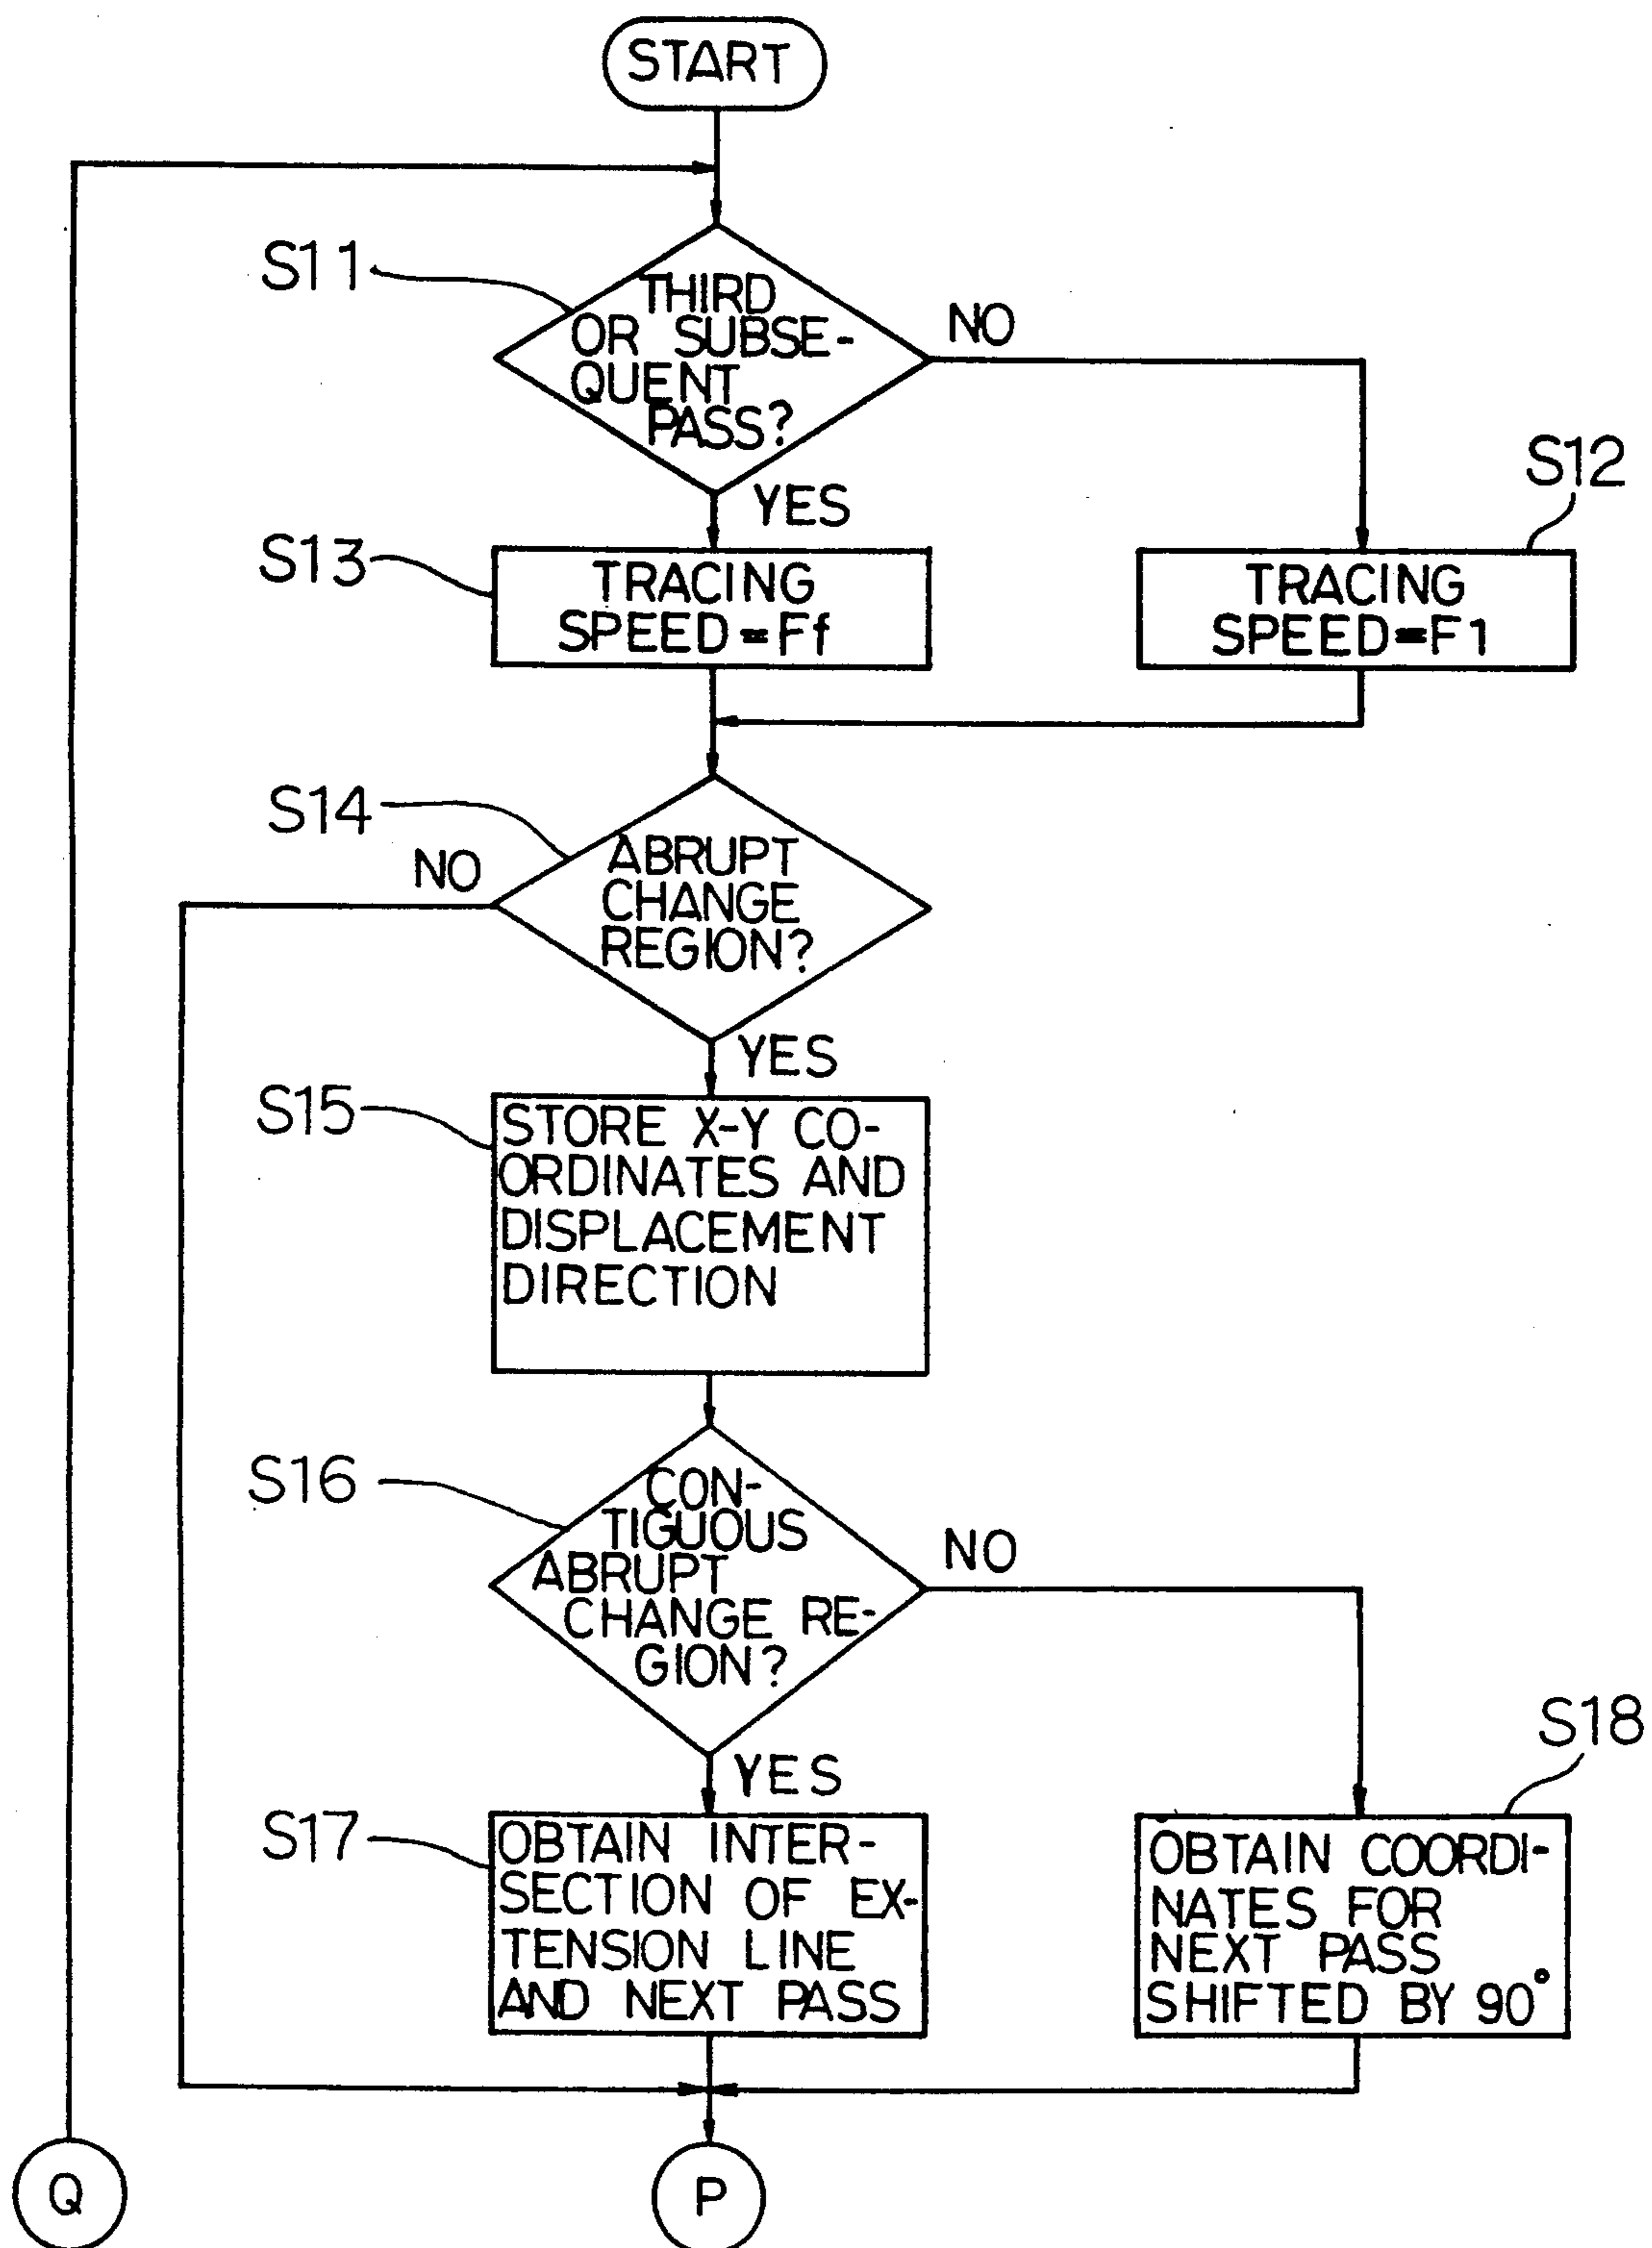 START
S11
THIRD
OR SUBSE-
QUENT
PASS?
NO
YES
S12
S13
TRACING
SPEED=Ff
TRACING
SPEED=F1
S14
NO
ABRUPT
CHANGE
REGION?
YES
S15
STORE X-Y CO-
ORDINATES AND
DISPLACEMENT
DIRECTION
S16
CON-
TIGUOUS
ABRUPT
CHANGE RE-
GION?
NO
YES
S18
S17
OBTAIN INTER-
SECTION OF EX-
TENSION LINE
AND NEXT PASS
OBTAIN COORDI-
NATES FOR
NEXT PASS
SHIFTED BY 90°
Q
P